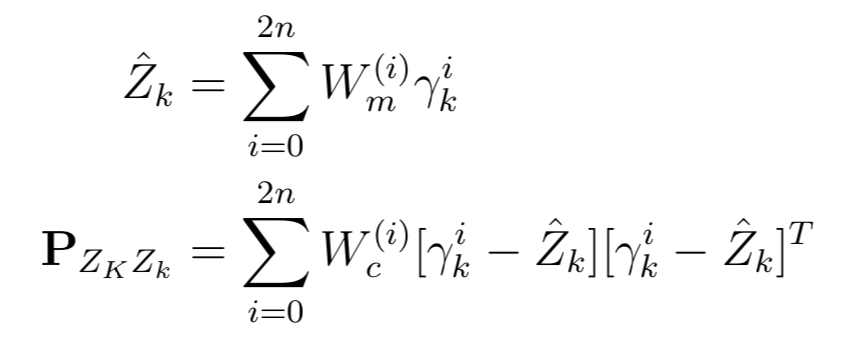 \hat{Z}_k = \sum_{i=0}^{2n} W_m^{(i)} \gamma_k^i
\mathbf{P}_{Z_K Z_k} = \sum_{i=0}^{2n} W_c^{(i)} [\gamma_k^i - \hat{Z}_k][\gamma_k^i - \hat{Z}_k]^T